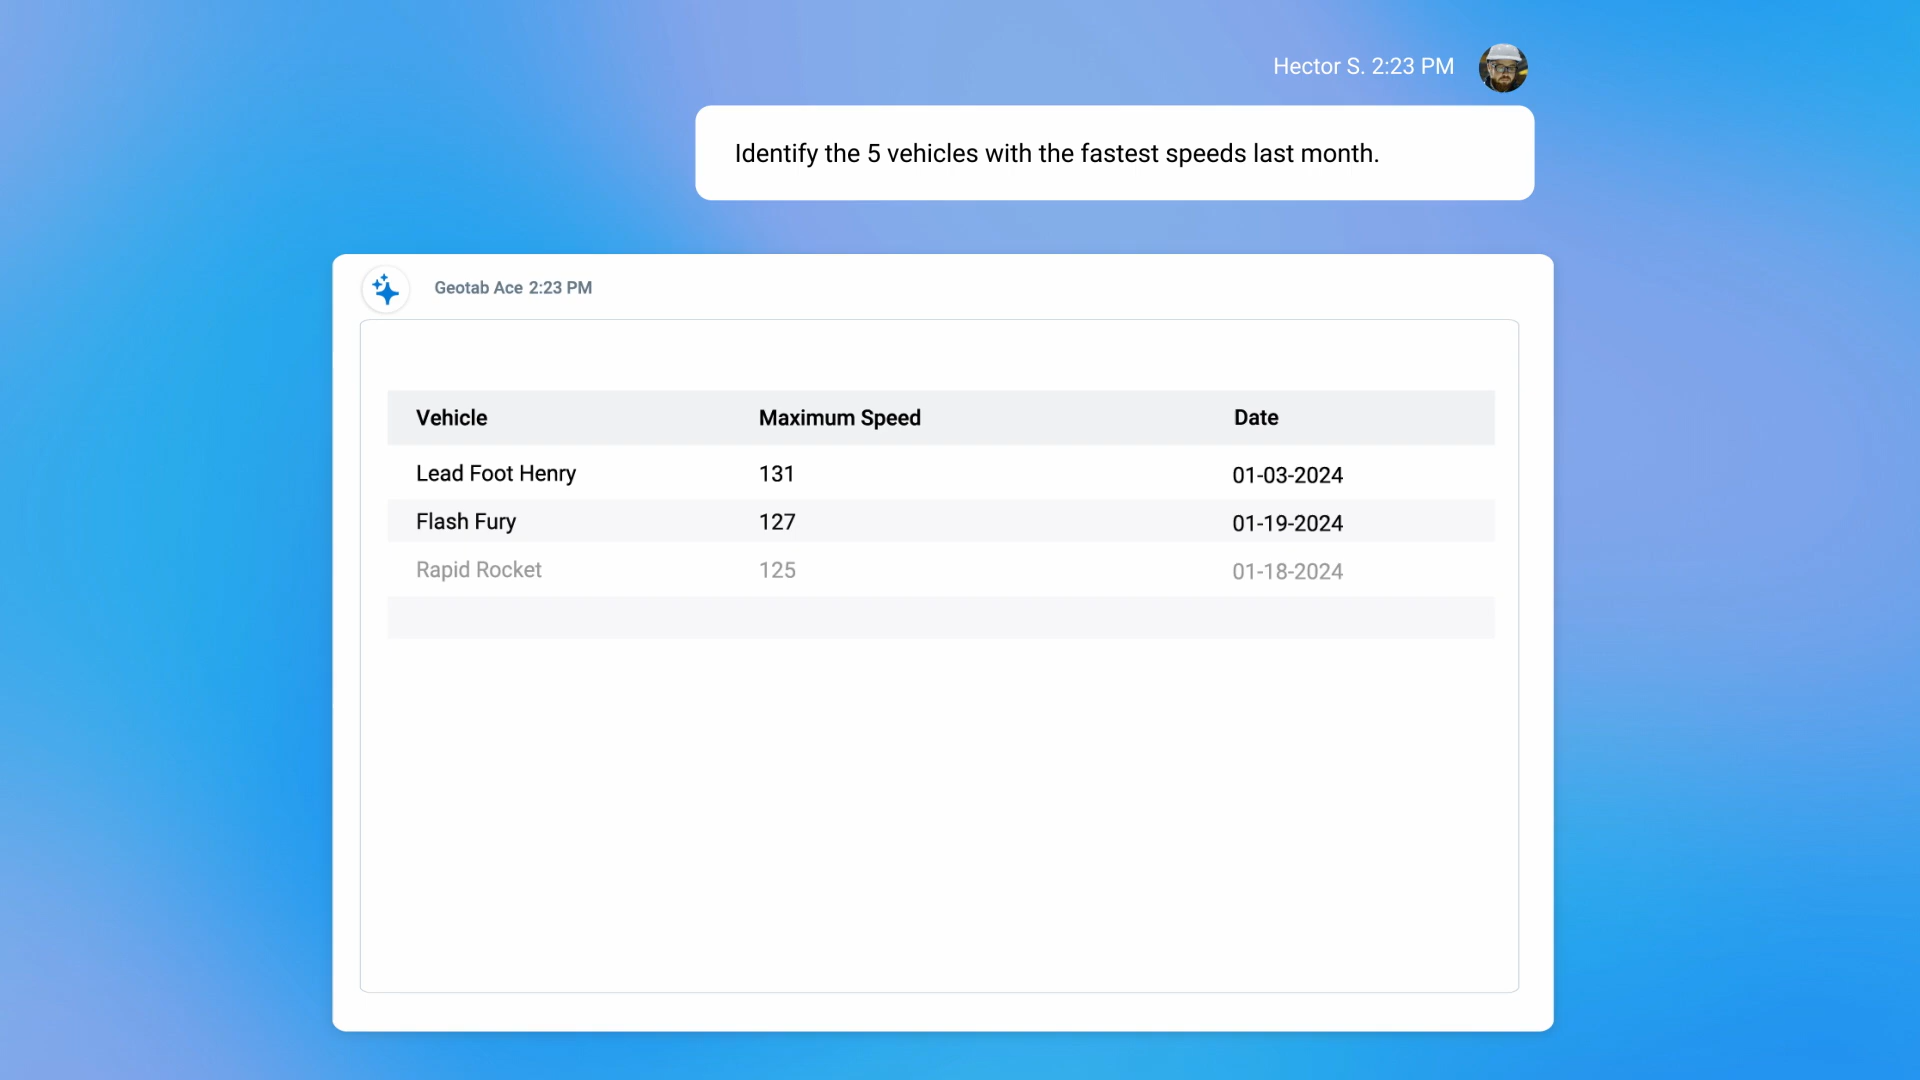 Hector S. 2:23 PM
Identify the 5 vehicles with the fastest speeds last month.
Geotab Ace 2:23 PM
Vehicle Maximum Speed Date
Lead Foot Henry 131 01-03-2024
Flash Fury 127 01-19-2024
Rapid Rocket 125 01-18-2024